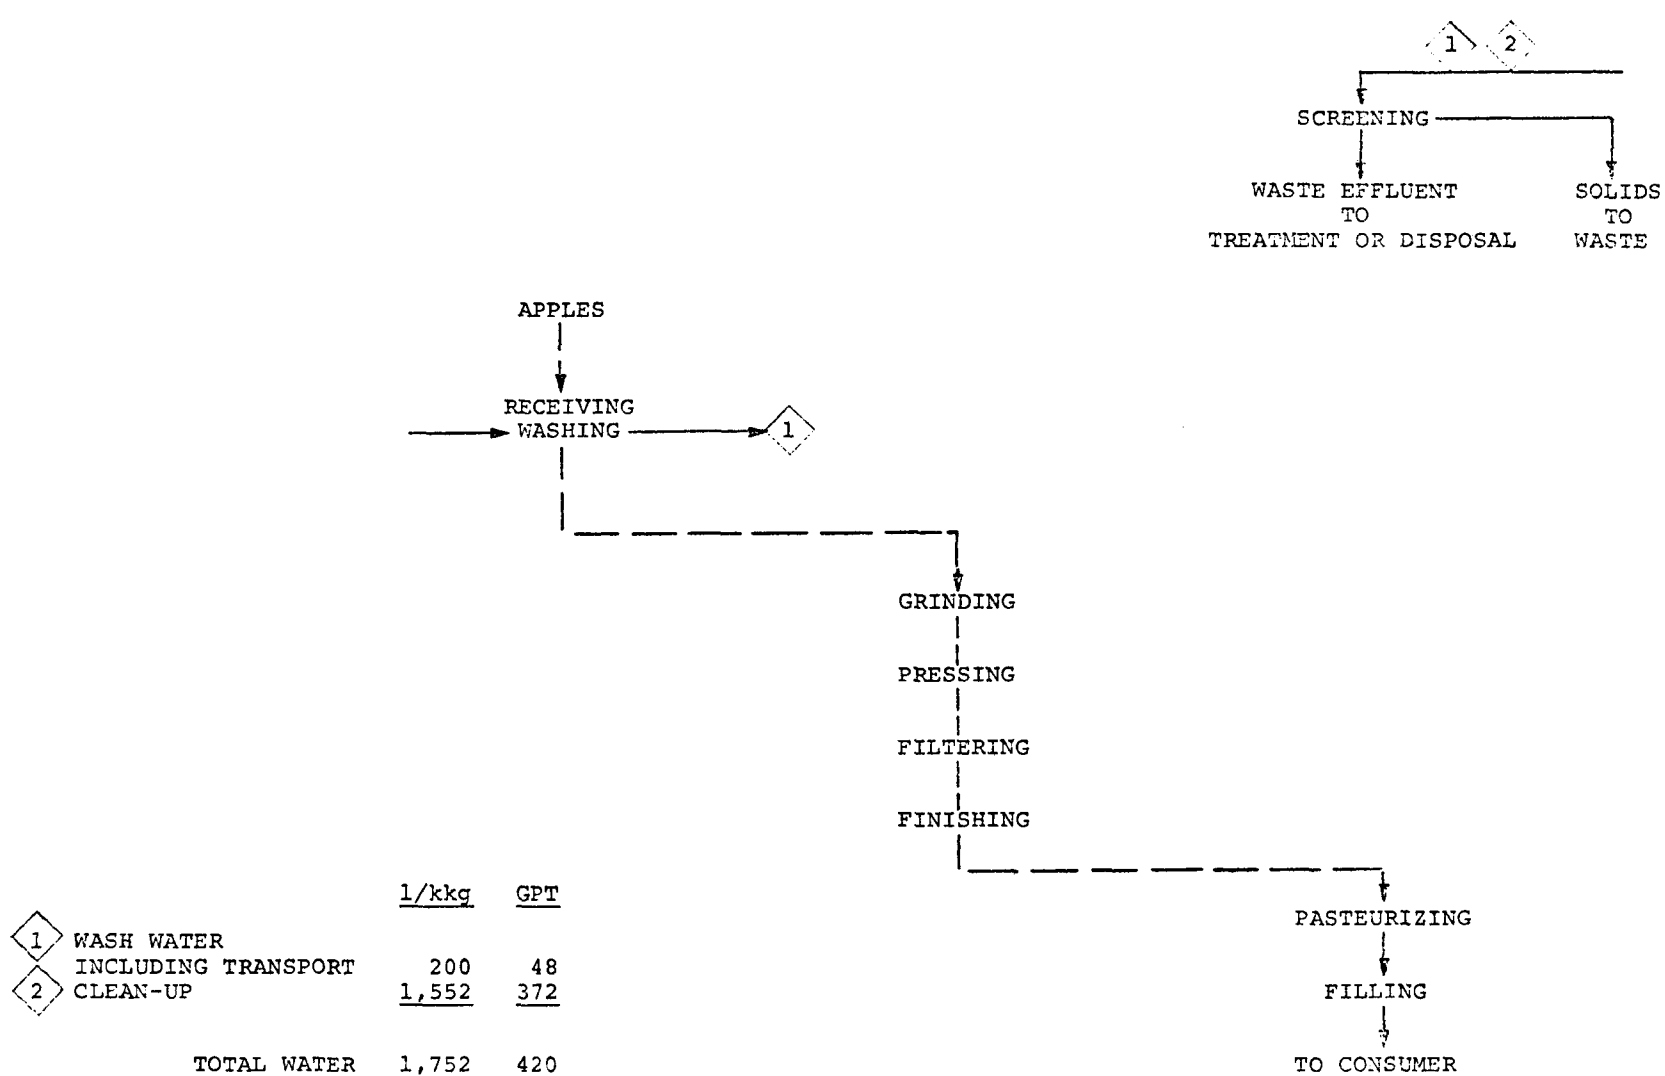 1 2
SCREENING
WASTE EFFLUENT
TO
TREATMENT OR DISPOSAL
SOLIDS
TO
WASTE
APPLES
RECEIVING
WASHING
1
GRINDING
PRESSING
FILTERING
FINISHING
PASTEURIZING
FILLING
TO CONSUMER
l/kkg GPT
1 WASH WATER
INCLUDING TRANSPORT 200 48
2 CLEAN-UP 1,552 372
TOTAL WATER 1,752 420